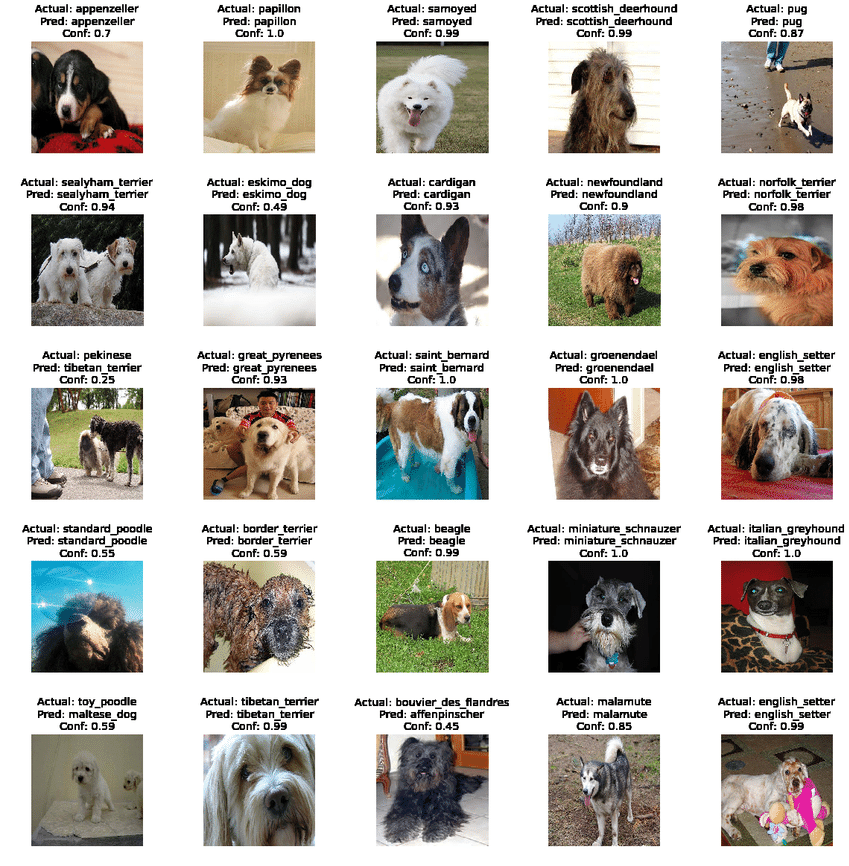 Actual: appenzeller
Pred: appenzeller
Conf: 0.7
Actual: papillon
Pred: papillon
Conf: 1.0
Actual: samoyed
Pred: samoyed
Conf: 0.99
Actual: scottish_deerhound
Pred: scottish_deerhound
Conf: 0.99
Actual: pug
Pred: pug
Conf: 0.87
Actual: sealyham_terrier
Pred: sealyham_terrier
Conf: 0.94
Actual: eskimo_dog
Pred: eskimo_dog
Conf: 0.49
Actual: cardigan
Pred: cardigan
Conf: 0.93
Actual: newfoundland
Pred: newfoundland
Conf: 0.9
Actual: norfolk_terrier
Pred: norfolk_terrier
Conf: 0.98
Actual: pekinese
Pred: tibetan_terrier
Conf: 0.25
Actual: great_pyrenees
Pred: great_pyrenees
Conf: 0.93
Actual: saint_bernard
Pred: saint_bernard
Conf: 1.0
Actual: groenendael
Pred: groenendael
Conf: 1.0
Actual: english_setter
Pred: english_setter
Conf: 0.98
Actual: standard_poodle
Pred: standard_poodle
Conf: 0.55
Actual: border_terrier
Pred: border_terrier
Conf: 0.59
Actual: beagle
Pred: beagle
Conf: 0.99
Actual: miniature_schnauzer
Pred: miniature_schnauzer
Conf: 1.0
Actual: italian_greyhound
Pred: italian_greyhound
Conf: 1.0
Actual: toy_poodle
Pred: maltese_dog
Conf: 0.59
Actual: tibetan_terrier
Pred: tibetan_terrier
Conf: 0.99
Actual: bouvier_des_flandres
Pred: affenpinscher
Conf: 0.45
Actual: malamute
Pred: malamute
Conf: 0.85
Actual: english_setter
Pred: english_setter
Conf: 0.99